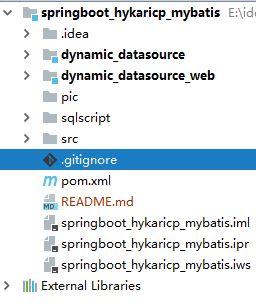 springboot_hykaricp_mybatis E:\ide
.idea
dynamic_datasource
dynamic_datasource_web
pic
sqlscript
src
.gitignore
pom.xml
README.md
springboot_hykaricp_mybatis.iml
springboot_hykaricp_mybatis.ipr
springboot_hykaricp_mybatis.iws
External Libraries